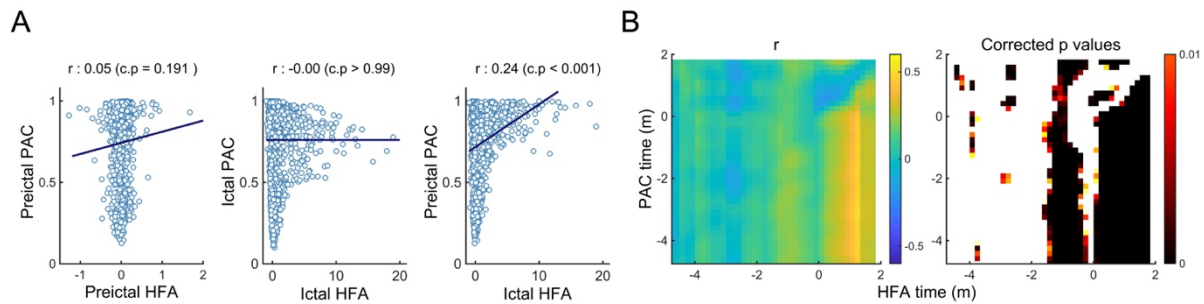 A
r : 0.05 (c.p = 0.191 )
1
0.5
0
Preictal PAC
-1 0 1 2
Preictal HFA
r : -0.00 (c.p > 0.99)
1
0.5
0
Ictal PAC
0 10 20
Ictal HFA
r : 0.24 (c.p < 0.001)
1
0.5
0
Preictal PAC
0 10 20
Ictal HFA
B
r
0
-2
-4
PAC time (m)
-4 -2 0
0.5
0
-0.5
Corrected p values
0
-2
-4
-4 -2 0 2
0.01
0
HFA time (m)